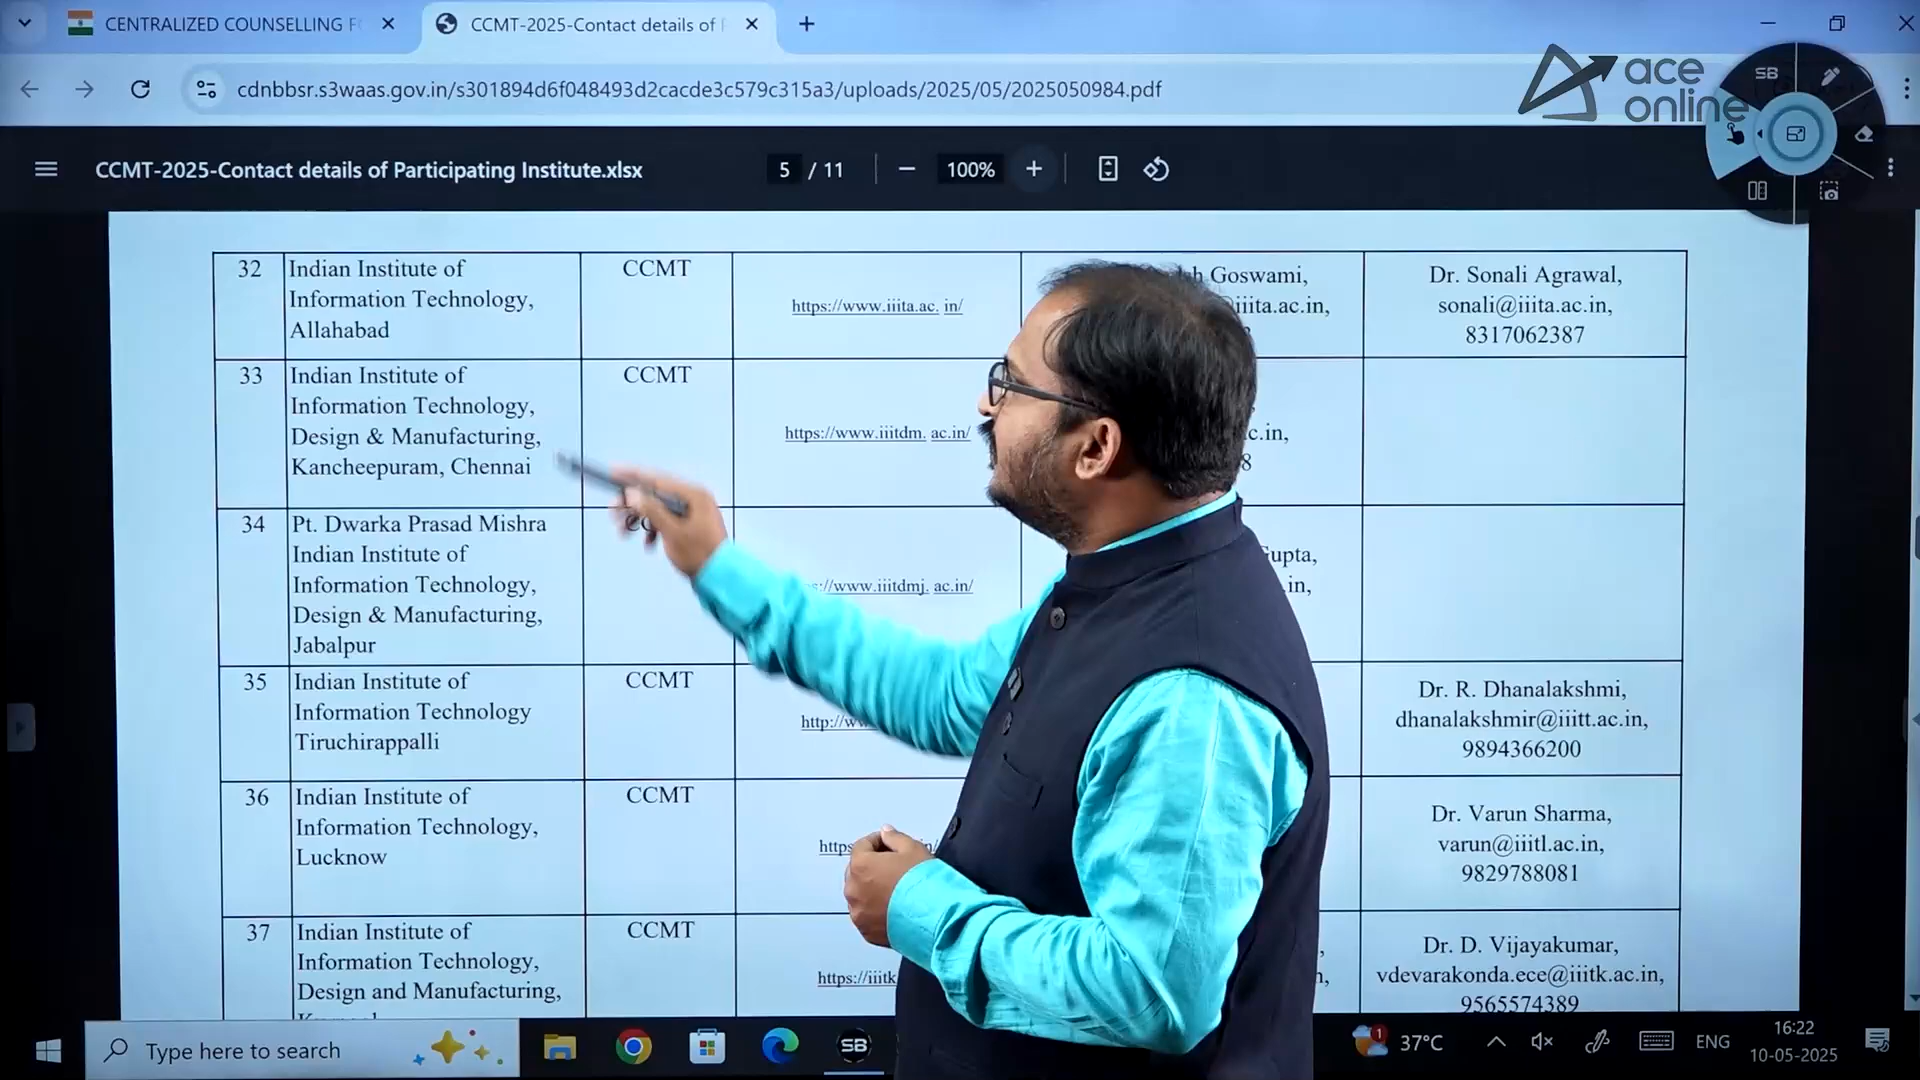 CENTRALIZED COUNSELLING F
CCMT-2025-Contact details of
cdnbbsr.s3waas.gov.in/s301894d6f048493d2cacde3c579c315a3/uploads/2025/05/2025050984.pdf
ace
online
SB
CCMT-2025-Contact details of Participating Institute.xlsx
5 / 11
100%
32
Indian Institute of
Information Technology,
Allahabad
CCMT
https://www.iiita.ac. in/
Goswami,
iiita.ac.in,
Dr. Sonali Agrawal,
sonali@iiita.ac.in,
8317062387
33
Indian Institute of
Information Technology,
Design & Manufacturing,
Kancheepuram, Chennai
CCMT
https://www.iiitdm. ac.in/
c.in,
8
34
Pt. Dwarka Prasad Mishra
Indian Institute of
Information Technology,
Design & Manufacturing,
Jabalpur
://www.iiitdmj. ac.in/
Gupta,
.in,
35
Indian Institute of
Information Technology
Tiruchirappalli
CCMT
http://w
Dr. R. Dhanalakshmi,
dhanalakshmir@iiitt.ac.in,
9894366200
36
Indian Institute of
Information Technology,
Lucknow
CCMT
https
in/
Dr. Varun Sharma,
varun@iiitl.ac.in,
9829788081
37
Indian Institute of
Information Technology,
Design and Manufacturing,
CCMT
https://iiitk
Dr. D. Vijayakumar,
vdevarakonda.ece@iiitk.ac.in,
9565574389
Type here to search
SB
1
37°C
ENG
16:22
10-05-2025